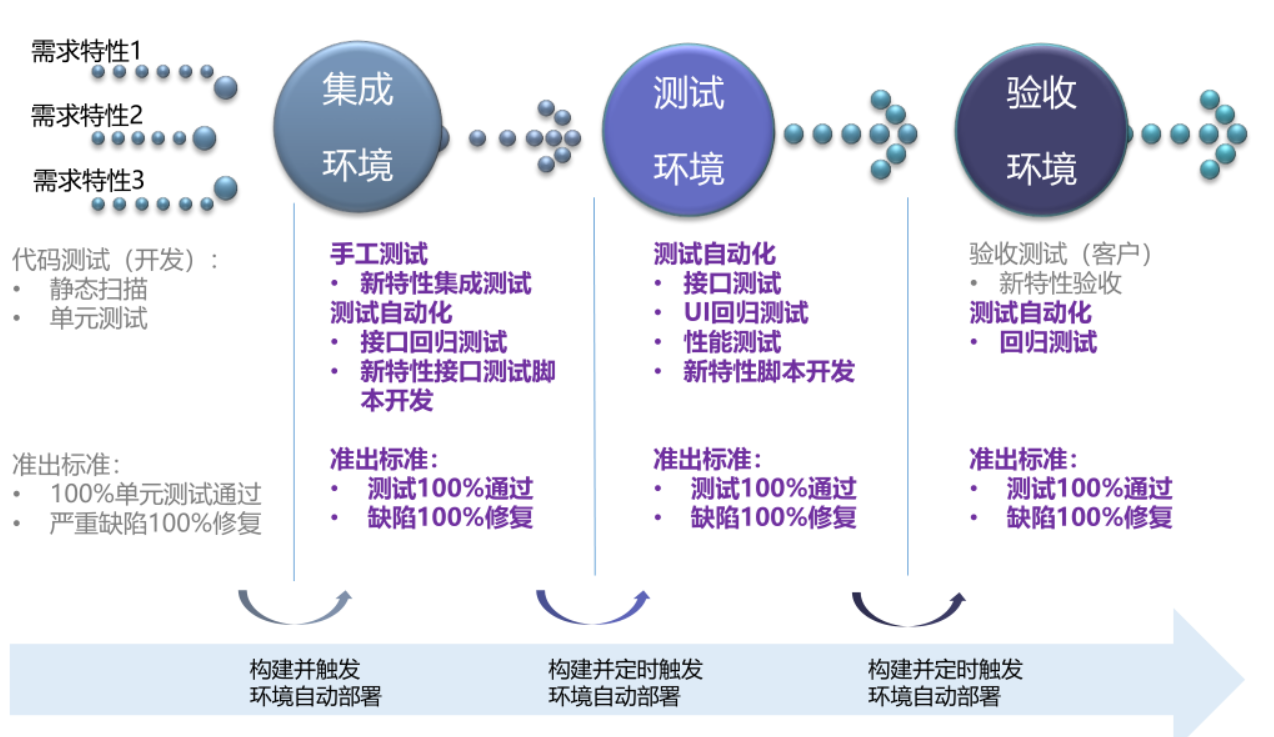 需求特性1
需求特性2
需求特性3
集成
环境
测试
环境
验收
环境
代码测试（开发）:
• 静态扫描
• 单元测试
准出标准:
• 100%单元测试通过
• 严重缺陷100%修复
手工测试
• 新特性集成测试
测试自动化
• 接口回归测试
• 新特性接口测试脚
本开发
准出标准:
• 测试100%通过
• 缺陷100%修复
测试自动化
• 接口测试
• UI回归测试
• 性能测试
• 新特性脚本开发
准出标准:
• 测试100%通过
• 缺陷100%修复
验收测试（客户）
• 新特性验收
测试自动化
• 回归测试
准出标准:
• 测试100%通过
• 缺陷100%修复
构建并触发
环境自动部署
构建并定时触发
环境自动部署
构建并定时触发
环境自动部署